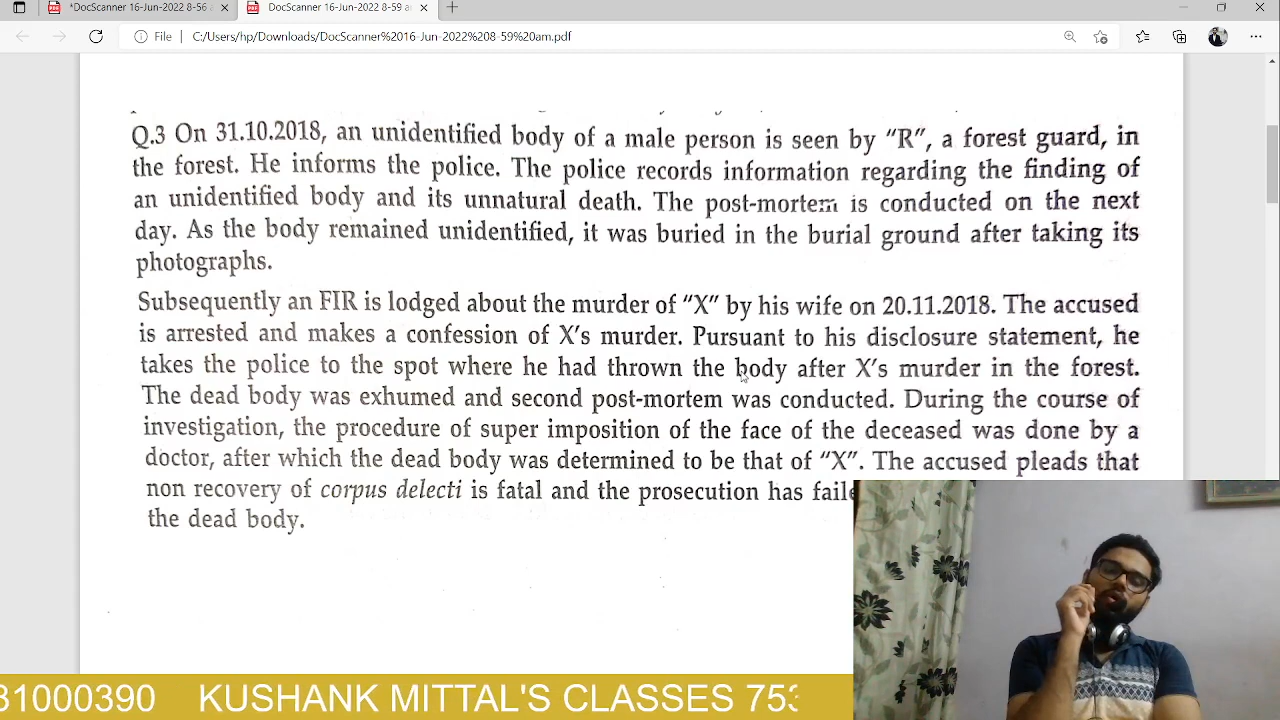 *DocScanner 16-Jun-2022 8-56
DocScanner 16-Jun-2022 8-59 a
File
C:/Users/hp/Downloads/DocScanner%2016-Jun-2022%208-59%20am.pdf
Q.3 On 31.10.2018, an unidentified body of a male person is seen by “R”, a forest guard, in
the forest. He informs the police. The police records information regarding the finding of
an unidentified body and its unnatural death. The post-mortem is conducted on the next
day. As the body remained unidentified, it was buried in the burial ground after taking its
photographs.
Subsequently an FIR is lodged about the murder of “X” by his wife on 20.11.2018. The accused
is arrested and makes a confession of X's murder. Pursuant to his disclosure statement, he
takes the police to the spot where he had thrown the body after X's murder in the forest.
The dead body was exhumed and second post-mortem was conducted. During the course of
investigation, the procedure of super imposition of the face of the deceased was done by a
doctor, after which the dead body was determined to be that of “X”. The accused pleads that
non recovery of corpus delecti is fatal and the prosecution has faile
the dead body.
31000390 KUSHANK MITTAL'S CLASSES 753